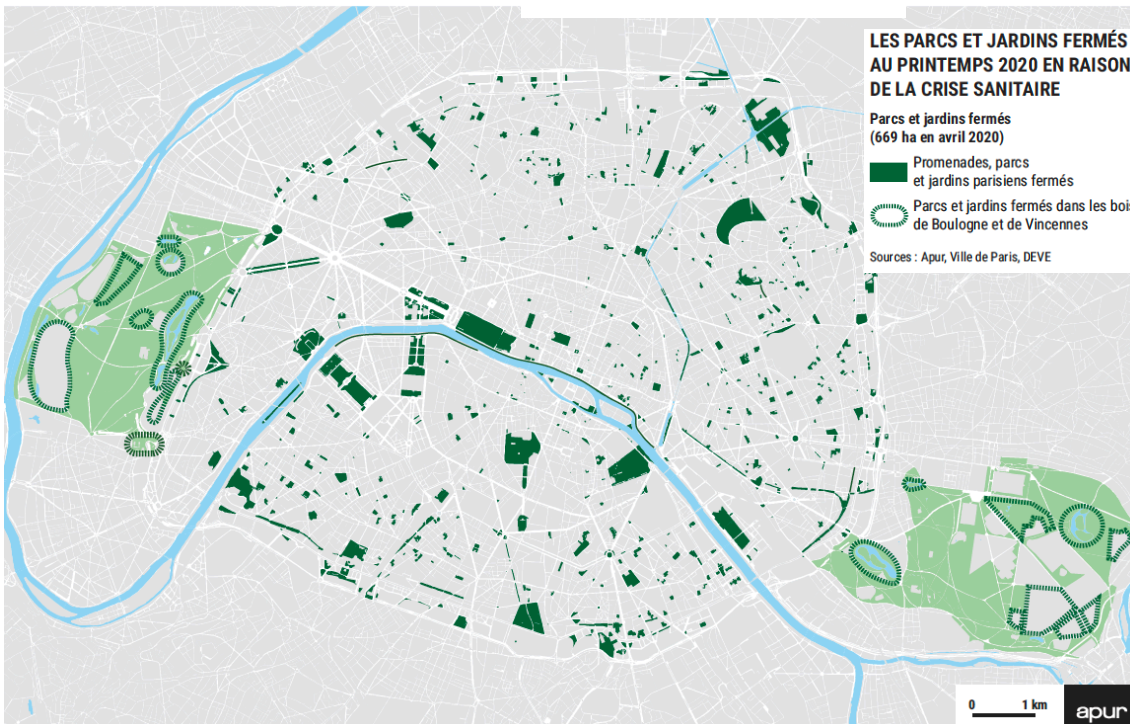 LES PARCS ET JARDINS FERMÉS
AU PRINTEMPS 2020 EN RAISON
DE LA CRISE SANITAIRE
Parcs et jardins fermés
(669 ha en avril 2020)
Promenades, parcs
et jardins parisiens fermés
Parcs et jardins fermés dans les bois
de Boulogne et de Vincennes
Sources : Apur, Ville de Paris, DEVE
0 1 km
apur